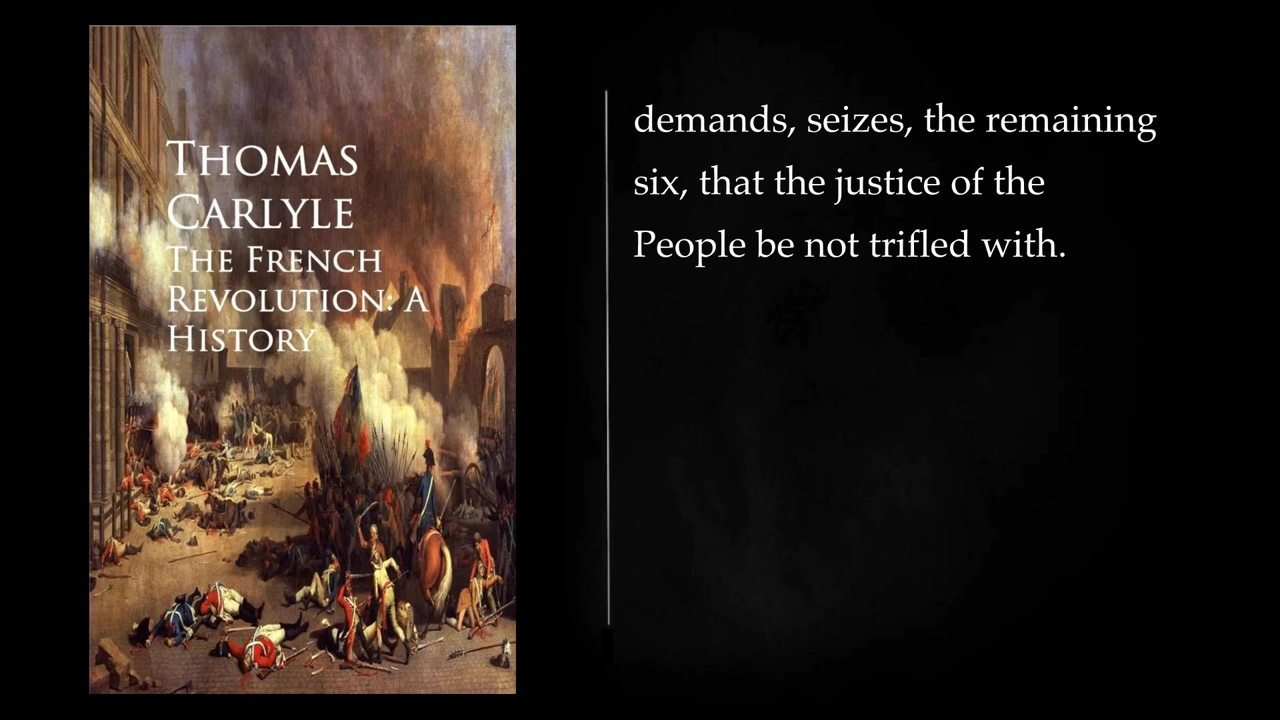 THOMAS
CARLYLE
THE FRENCH
REVOLUTION: A
HISTORY
demands, seizes, the remaining
six, that the justice of the
People be not trifled with.